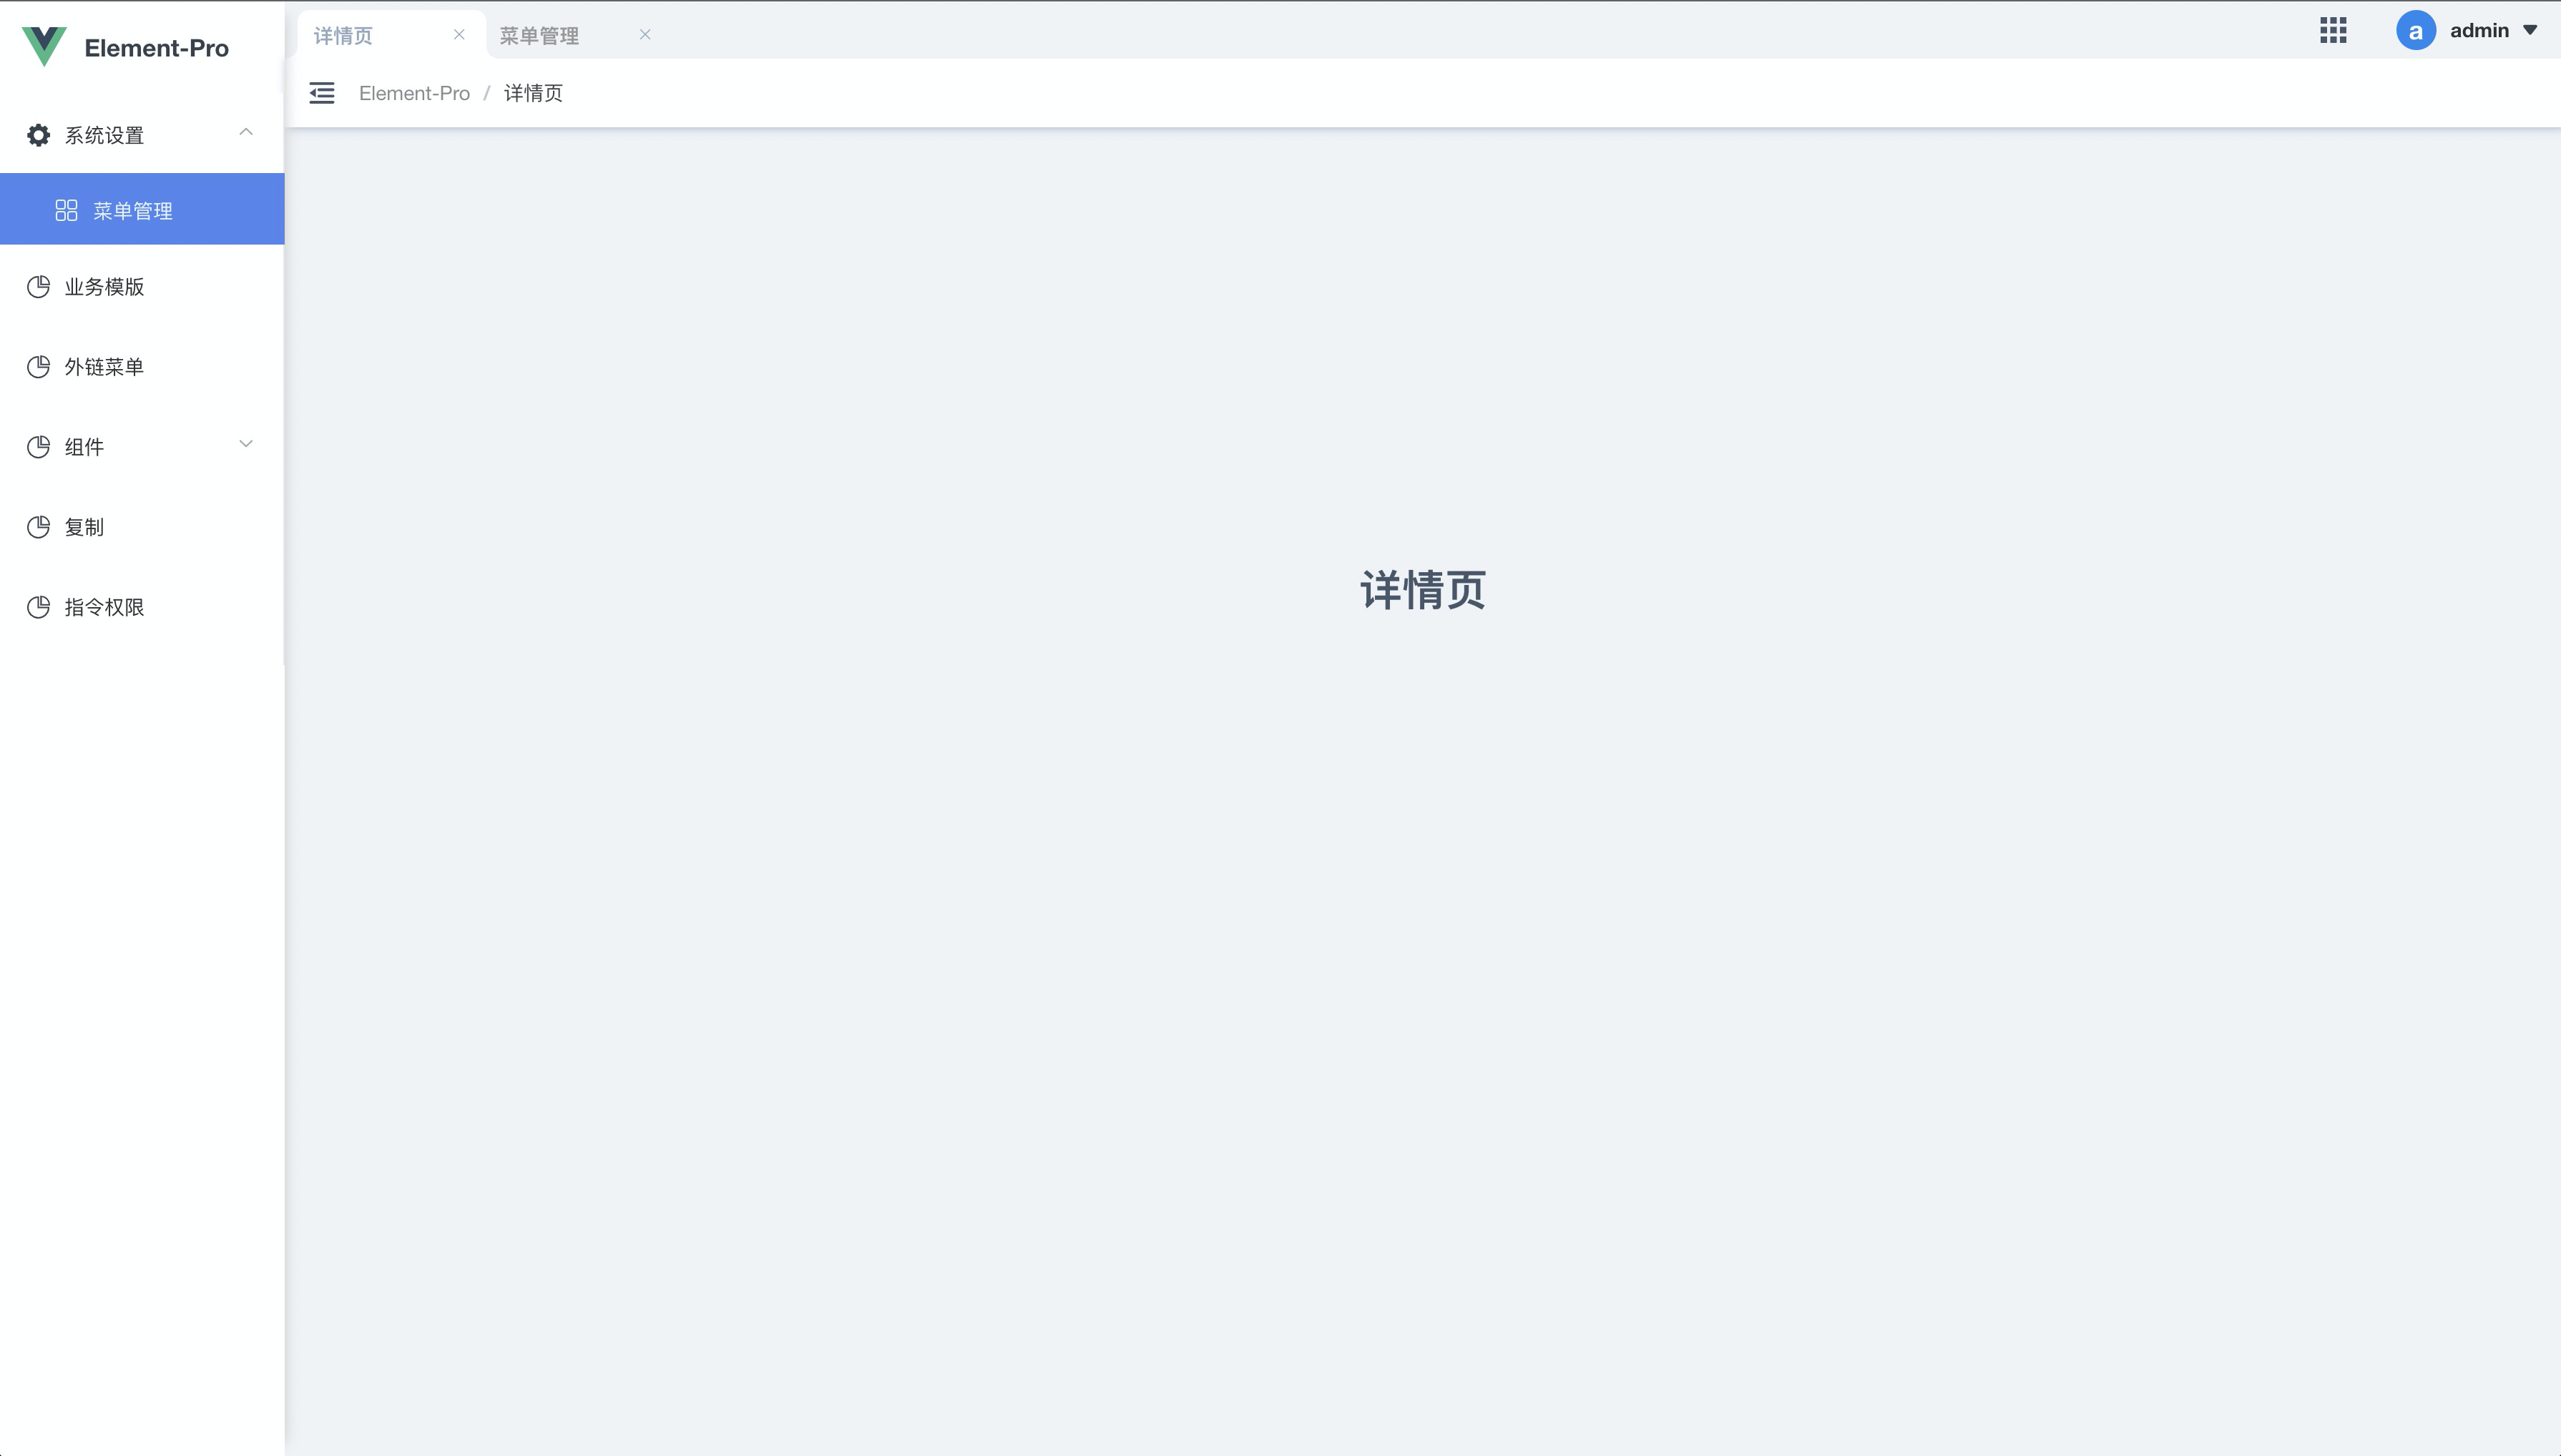 Element-Pro
系统设置
菜单管理
业务模版
外链菜单
组件
复制
指令权限
详情页
菜单管理
a admin
Element-Pro / 详情页
详情页